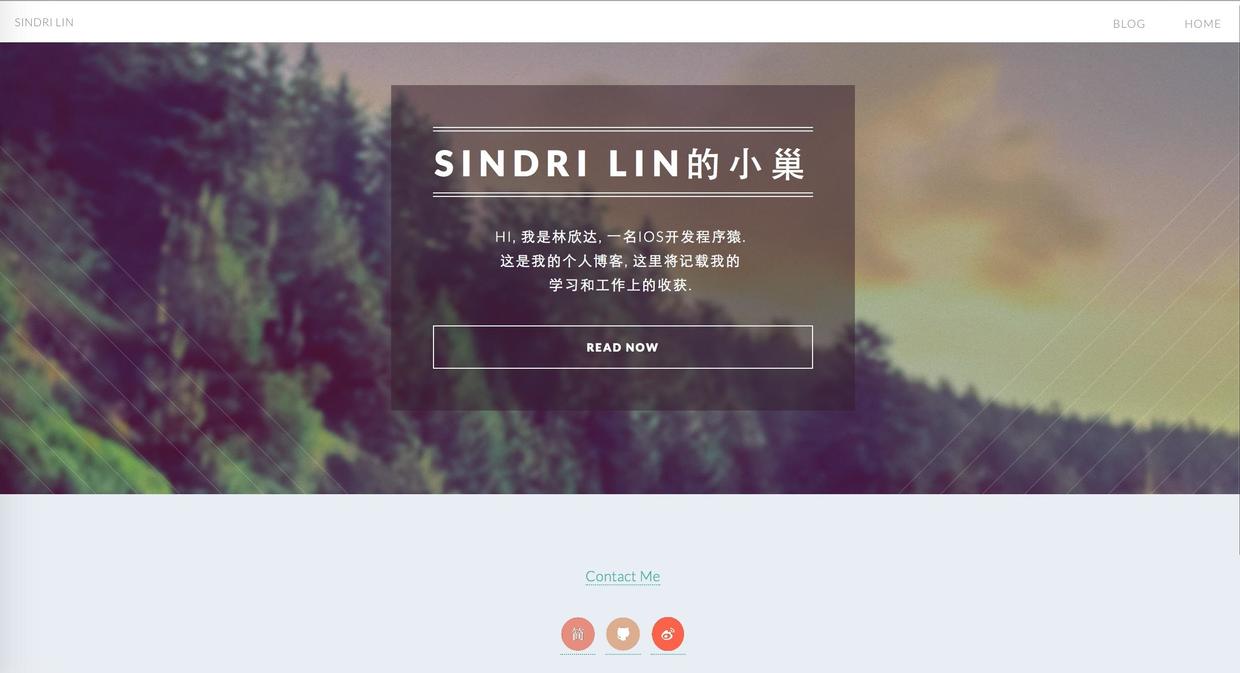 SINDRI LIN
BLOG
HOME
SINDRI LIN的小巢
HI, 我是林欣达, 一名IOS开发程序猿.
这是我的个人博客, 这里将记载我的
学习和工作上的收获.
READ NOW
Contact Me
简